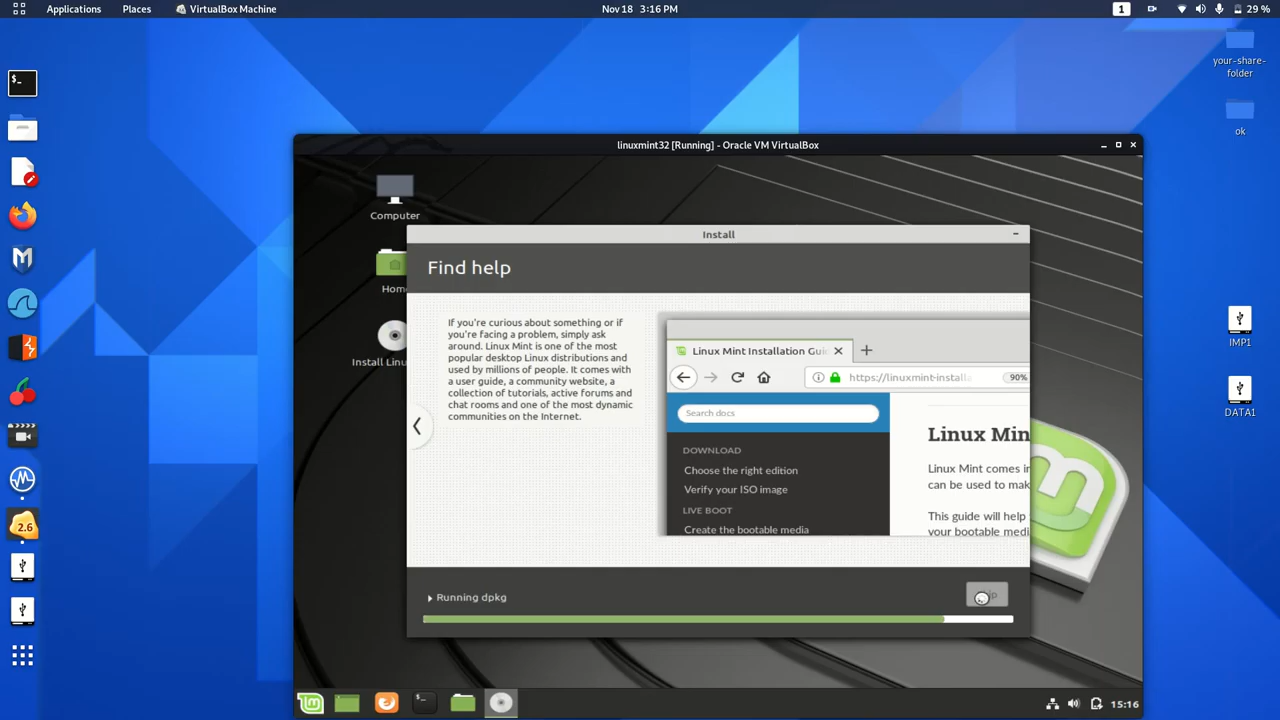 Applications Places VirtualBox Machine Nov 18 3:16 PM 1 29 %
your-share-
folder
ok
IMP1
DATA1
$_
2.6
linuxmint32 [Running] - Oracle VM VirtualBox
Computer
Home
Install Linu
Install
Find help
If you're curious about something or if
you're facing a problem, simply ask
around. Linux Mint is one of the most
popular desktop Linux distributions and
used by millions of people. It comes with
a user guide, a community website, a
collection of tutorials, active forums and
chat rooms and one of the most dynamic
communities on the Internet.
Linux Mint Installation Gui
https://linuxmint-installa
90%
Search docs
DOWNLOAD
Choose the right edition
Verify your ISO image
LIVE BOOT
Create the bootable media
Linux Min
Linux Mint comes in
can be used to mak
This guide will help
your bootable medi
Running dpkg
15:16